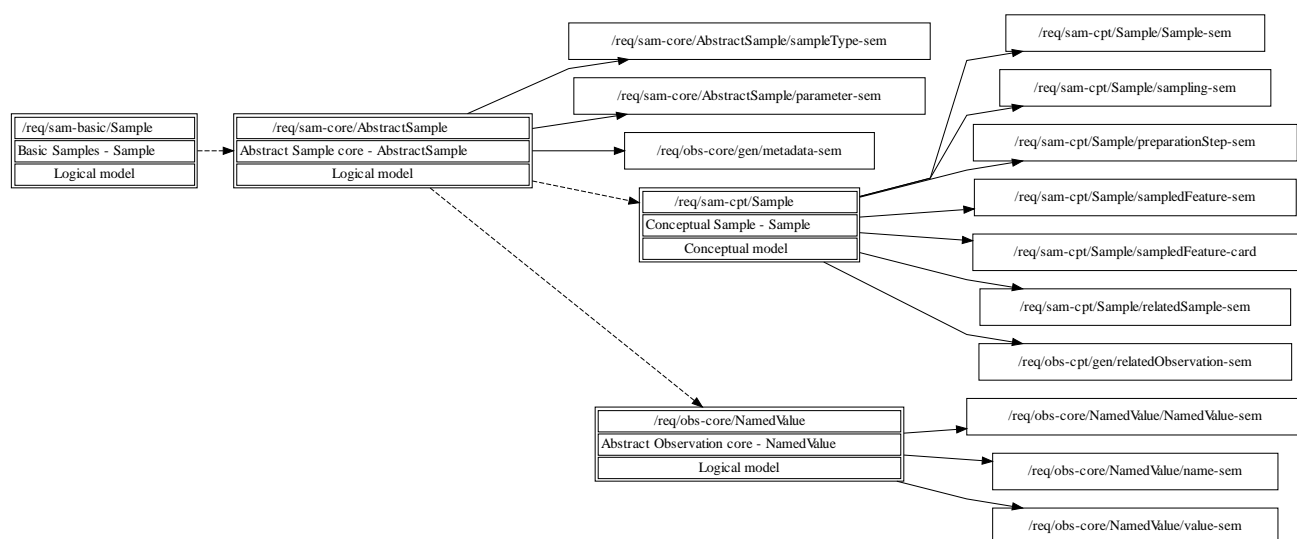 /req/sam-basic/Sample
Basic Samples - Sample
Logical model
/req/sam-core/AbstractSample
Abstract Sample core - AbstractSample
Logical model
/req/sam-core/AbstractSample/sampleType-sem
/req/sam-core/AbstractSample/parameter-sem
/req/obs-core/gen/metadata-sem
/req/sam-cpt/Sample
Conceptual Sample - Sample
Conceptual model
/req/sam-cpt/Sample/Sample-sem
/req/sam-cpt/Sample/sampling-sem
/req/sam-cpt/Sample/preparationStep-sem
/req/sam-cpt/Sample/sampledFeature-sem
/req/sam-cpt/Sample/sampledFeature-card
/req/sam-cpt/Sample/relatedSample-sem
/req/obs-cpt/gen/relatedObservation-sem
/req/obs-core/NamedValue
Abstract Observation core - NamedValue
Logical model
/req/obs-core/NamedValue/NamedValue-sem
/req/obs-core/NamedValue/name-sem
/req/obs-core/NamedValue/value-sem